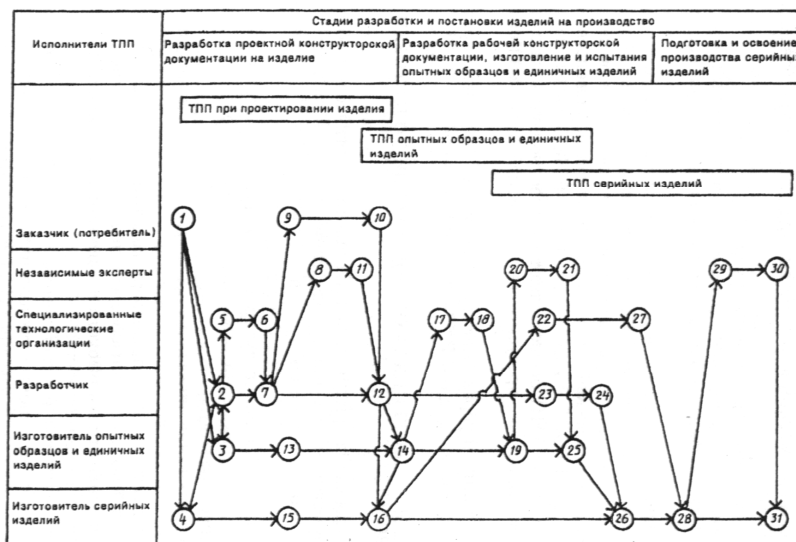 Исполнители ТПП
Стадии разработки и постановки изделий на производство
Разработка проектной конструкторской
документации на изделие
Разработка рабочей конструкторской
документации, изготовление и испытания
опытных образцов и единичных изделий
Подготовка и освоение
производства серийных
изделий
ТПП при проектировании изделия
ТПП опытных образцов и единичных
изделий
ТПП серийных изделий
Заказчик (потребитель)
1 9 10
Независимые эксперты
8 11 20 21 29 30
Специализированные
технологические
организации
5 6 17 18 22 27
Разработчик
2 7 12 23 24
Изготовитель опытных
образцов и единичных
изделий
3 13 14 19 25
Изготовитель серийных
изделий
4 15 16 26 28 31